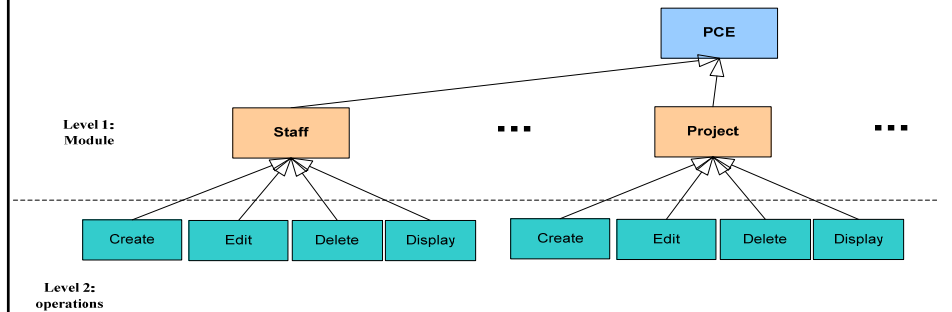 PCE
Level 1:
Module
Staff
...
Project
...
Create
Edit
Delete
Display
Create
Edit
Delete
Display
Level 2:
operations